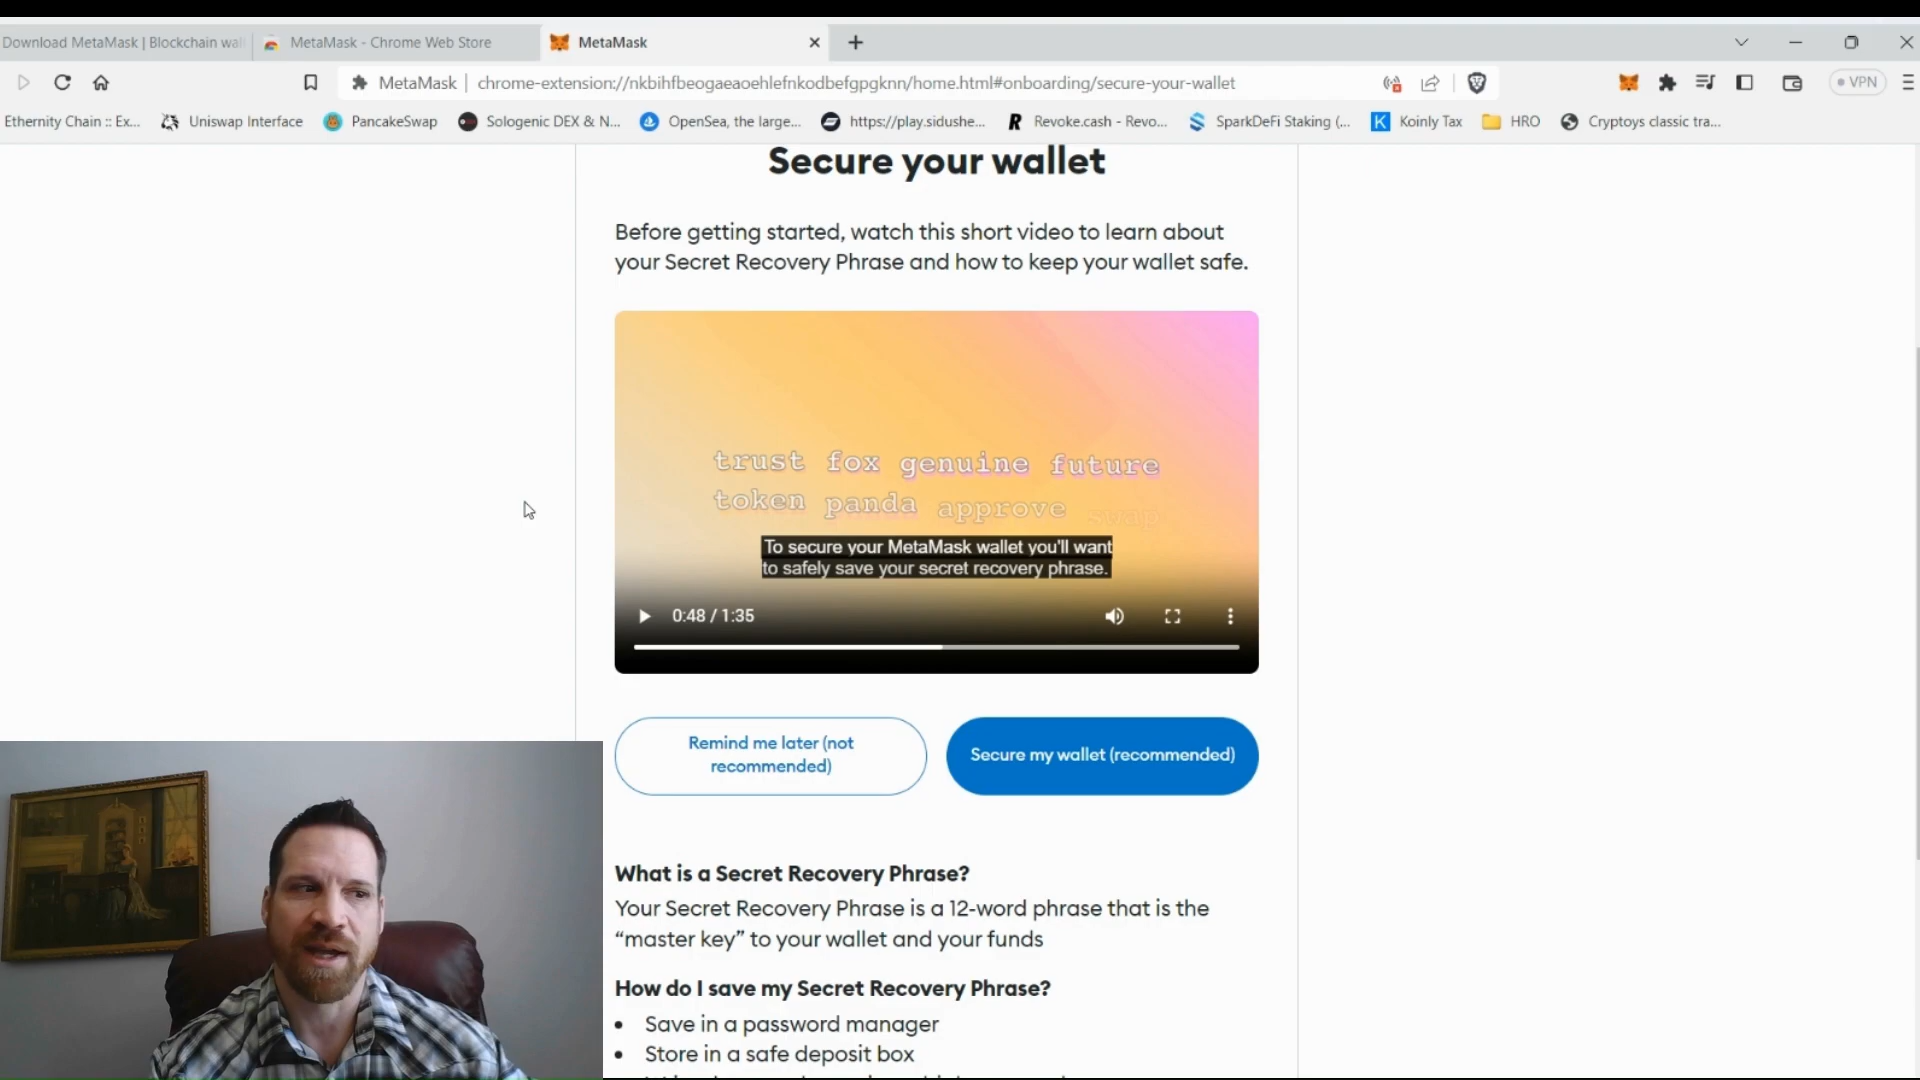 Download MetaMask | Blockchain wal
MetaMask - Chrome Web Store
MetaMask
MetaMask | chrome-extension://nkbihfbeogaeaoehlefnkodbefgpgknn/home.html#onboarding/secure-your-wallet
VPN
Ethernity Chain :: Ex...
Uniswap Interface
PancakeSwap
Sologenic DEX & N...
OpenSea, the large...
https://play.sidushe...
Revoke.cash - Revo...
SparkDeFi Staking (...
Koinly Tax
HRO
Cryptoys classic tra...
Secure your wallet
Before getting started, watch this short video to learn about
your Secret Recovery Phrase and how to keep your wallet safe.
trust fox genuine future
token panda approve swap
To secure your MetaMask wallet you'll want
to safely save your secret recovery phrase.
0:48 / 1:35
Remind me later (not
recommended)
Secure my wallet (recommended)
What is a Secret Recovery Phrase?
Your Secret Recovery Phrase is a 12-word phrase that is the
“master key” to your wallet and your funds
How do I save my Secret Recovery Phrase?
• Save in a password manager
• Store in a safe deposit box